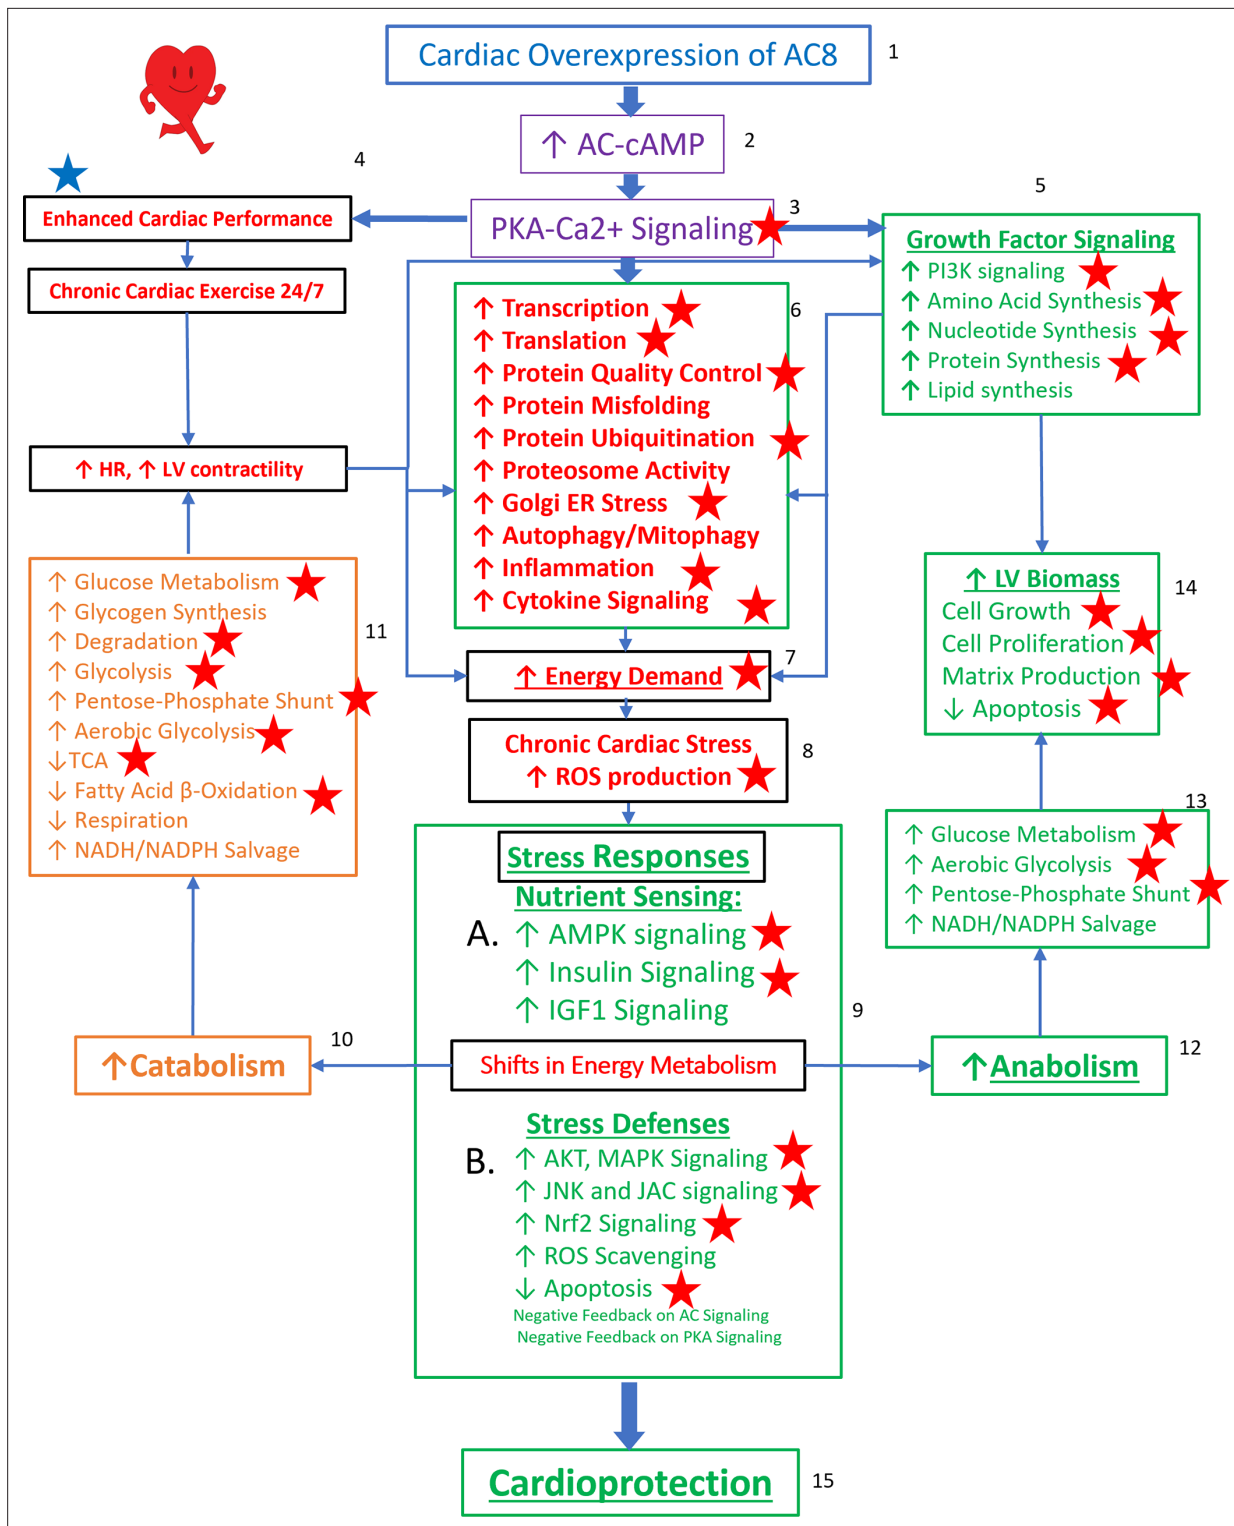 Cardiac Overexpression of AC8
1
↑ AC-cAMP
2
PKA-Ca2+ Signaling
3
4
Enhanced Cardiac Performance
Chronic Cardiac Exercise 24/7
↑ HR, ↑ LV contractility
5
Growth Factor Signaling
↑ PI3K signaling
↑ Amino Acid Synthesis
↑ Nucleotide Synthesis
↑ Protein Synthesis
↑ Lipid synthesis
6
↑ Transcription
↑ Translation
↑ Protein Quality Control
↑ Protein Misfolding
↑ Protein Ubiquitination
↑ Proteosome Activity
↑ Golgi ER Stress
↑ Autophagy/Mitophagy
↑ Inflammation
↑ Cytokine Signaling
7
↑ Energy Demand
8
Chronic Cardiac Stress
↑ ROS production
Stress Responses
Nutrient Sensing:
A.
↑ AMPK signaling
↑ Insulin Signaling
↑ IGF1 Signaling
9
Shifts in Energy Metabolism
Stress Defenses
B.
↑ AKT, MAPK Signaling
↑ JNK and JAC signaling
↑ Nrf2 Signaling
↑ ROS Scavenging
↓ Apoptosis
Negative Feedback on AC Signaling
Negative Feedback on PKA Signaling
10
↑Catabolism
11
↑ Glucose Metabolism
↑ Glycogen Synthesis
↑ Degradation
↑ Glycolysis
↑ Pentose-Phosphate Shunt
↑ Aerobic Glycolysis
↓TCA
↓ Fatty Acid β-Oxidation
↓ Respiration
↑ NADH/NADPH Salvage
12
↑Anabolism
13
↑ Glucose Metabolism
↑ Aerobic Glycolysis
↑ Pentose-Phosphate Shunt
↑ NADH/NADPH Salvage
14
↑ LV Biomass
Cell Growth
Cell Proliferation
Matrix Production
↓ Apoptosis
Cardioprotection
15